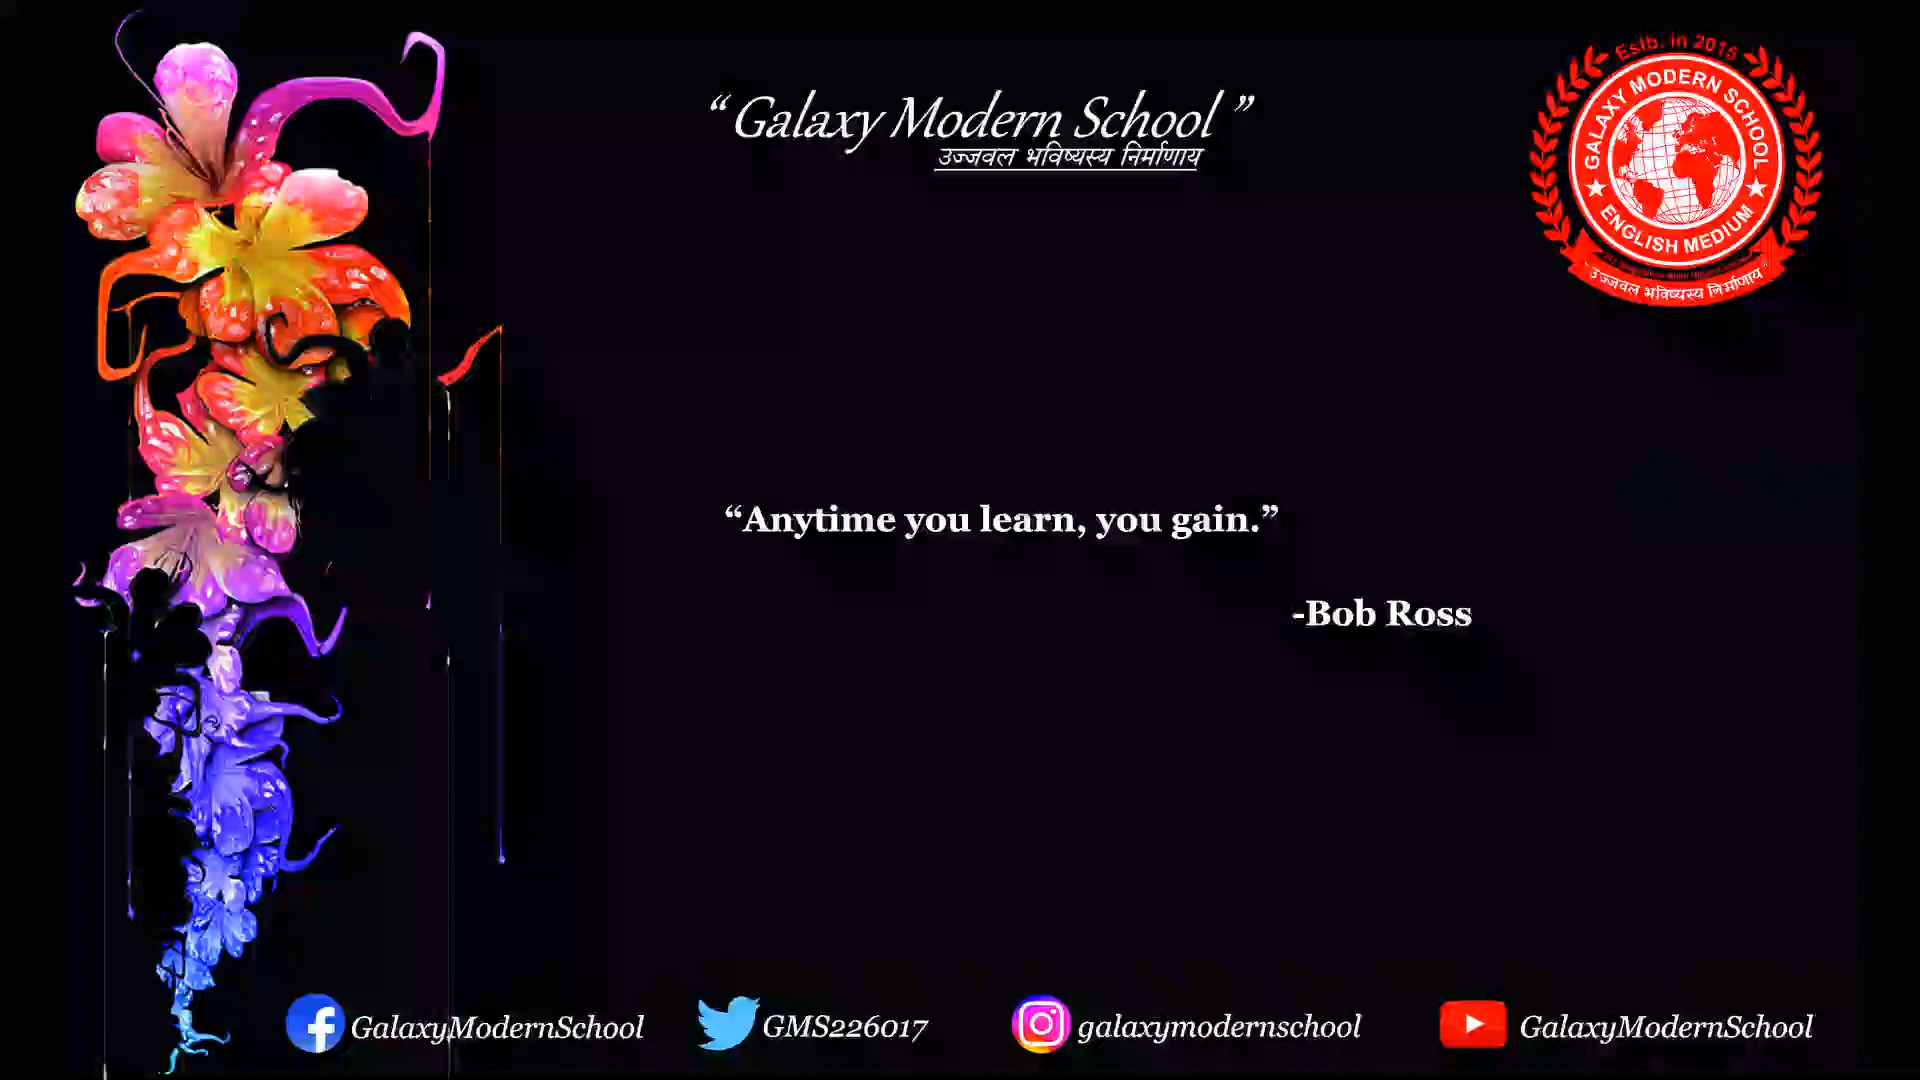 “ Galaxy Modern School ”
उज्जवल भविष्यस्य निर्माणाय
Estb. in 2015
GALAXY MODERN SCHOOL
★ ENGLISH MEDIUM ★
उज्जवल भविष्यस्य निर्माणाय
“Anytime you learn, you gain.”
-Bob Ross
GalaxyModernSchool
GMS226017
galaxymodernschool
GalaxyModernSchool